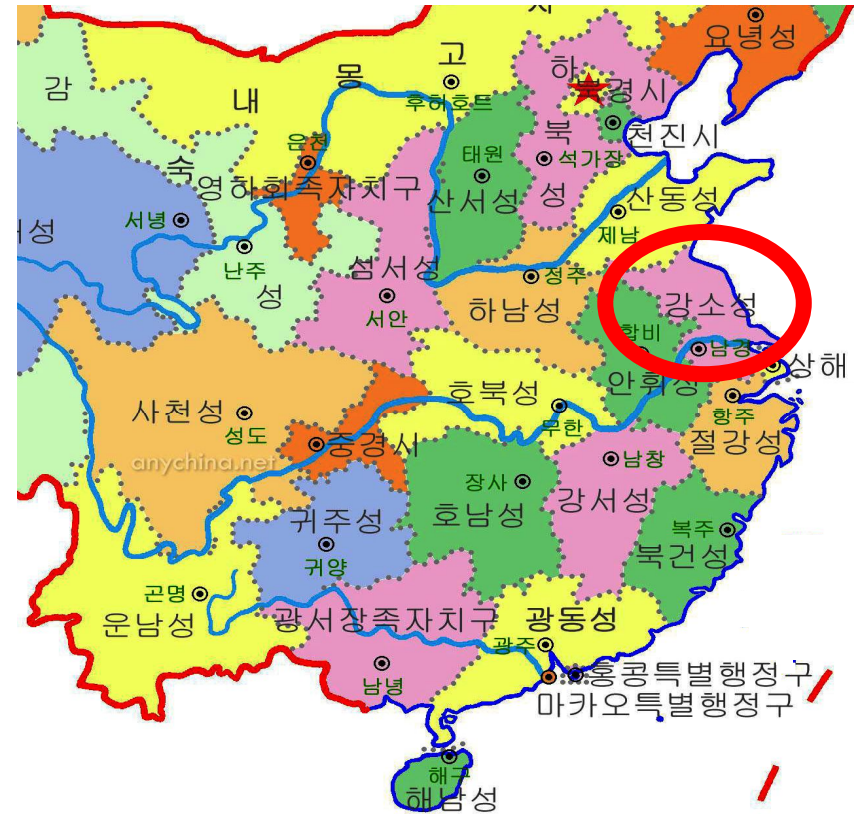 요녕성
고
몽
내
후허호트
하
북경시
북
성
천진시
감
숙
성
은천
영하회족자치구
태원
산서성
석가장
산동성
제남
서녕
난주
섬서성
서안
정주
하남성
강소성
합비
남경
안휘성
상해
항주
절강성
사천성
성도
중경시
호북성
무한
anychina.net
장사
호남성
남창
강서성
귀주성
귀양
복주
북건성
곤명
운남성
광서장족자치구
광동성
광주
남녕
홍콩특별행정구
마카오특별행정구
해구
해남성